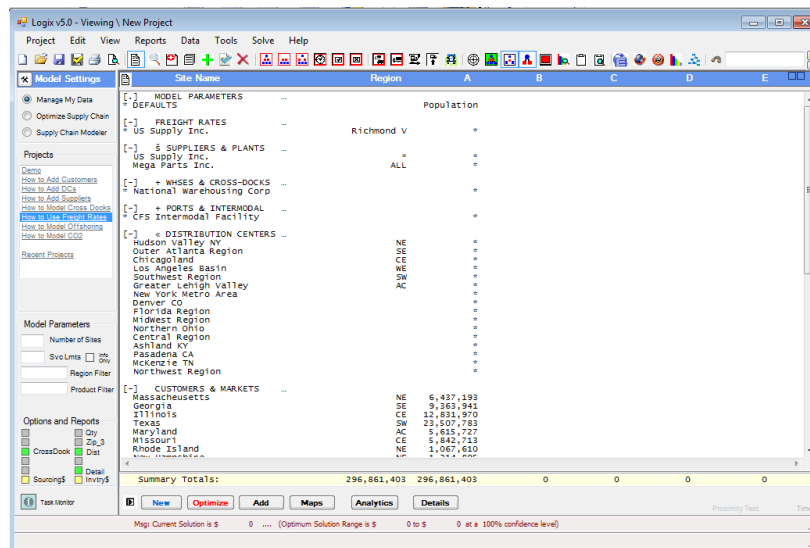 Logix v5.0 - Viewing \ New Project
Project Edit View Reports Data Tools Solve Help
Model Settings
Site Name Region A B C D E
Manage My Data
Optimize Supply Chain
Supply Chain Modeler
Projects
Demo
How to Add Customers
How to Add DCs
How to Add Suppliers
How to Model Cross Docks
How to Use Freight Rates
How to Model Offshoring
How to Model CO2
Recent Projects
Model Parameters
Number of Sites
Svc Lmts Info Only
Region Filter
Product Filter
Options and Reports
Qty
Zip_3
CrossDock Dist
Detail
Sourcing$ Invtry$
Task Monitor
[.] MODEL PARAMETERS …
* DEFAULTS Population
[-] FREIGHT RATES …
* US Supply Inc. Richmond V *
[-] š SUPPLIERS & PLANTS …
US Supply Inc. * *
Mega Parts Inc. ALL *
[-] + WHSES & CROSS-DOCKS …
* National Warehousing Corp *
[-] + PORTS & INTERMODAL …
* CFS Intermodal Facility *
[-] « DISTRIBUTION CENTERS …
Hudson Valley NY NE *
Outer Atlanta Region SE *
Chicagoland CE *
Los Angeles Basin WE *
Southwest Region SW *
Greater Lehigh Valley AC *
New York Metro Area *
Denver CO *
Florida Region *
Midwest Region *
Northern Ohio *
Central Region *
Ashland KY *
Pasadena CA *
McKenzie TN *
Northwest Region *
[-] CUSTOMERS & MARKETS …
Massacheusetts NE 6,437,193
Georgia SE 9,363,941
Illinois CE 12,831,970
Texas SW 23,507,783
Maryland AC 5,615,727
Missouri CE 5,842,713
Rhode Island NE 1,067,610
Summary Totals: 296,861,403 296,861,403 0 0 0 0
New Optimize Add Maps Analytics Details
Proximity Test Time
Msg: Current Solution is $ 0 .... (Optimum Solution Range is $ 0 to $ 0 at a 100% confidence level)